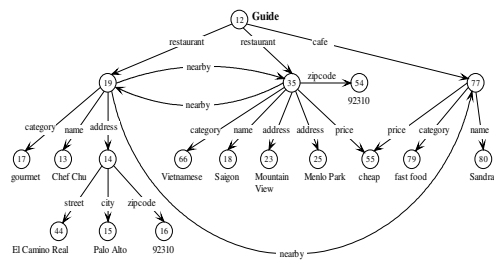 12 Guide
restaurant restaurant cafe
nearby
19 35 zipcode 54 77
nearby 92310
category name address category name address address price price category name
17 13 14 66 18 23 25 55 79 80
gourmet Chef Chu Vietnamese Saigon Mountain View Menlo Park cheap fast food Sandra
street city zipcode
44 15 16
El Camino Real Palo Alto 92310
nearby